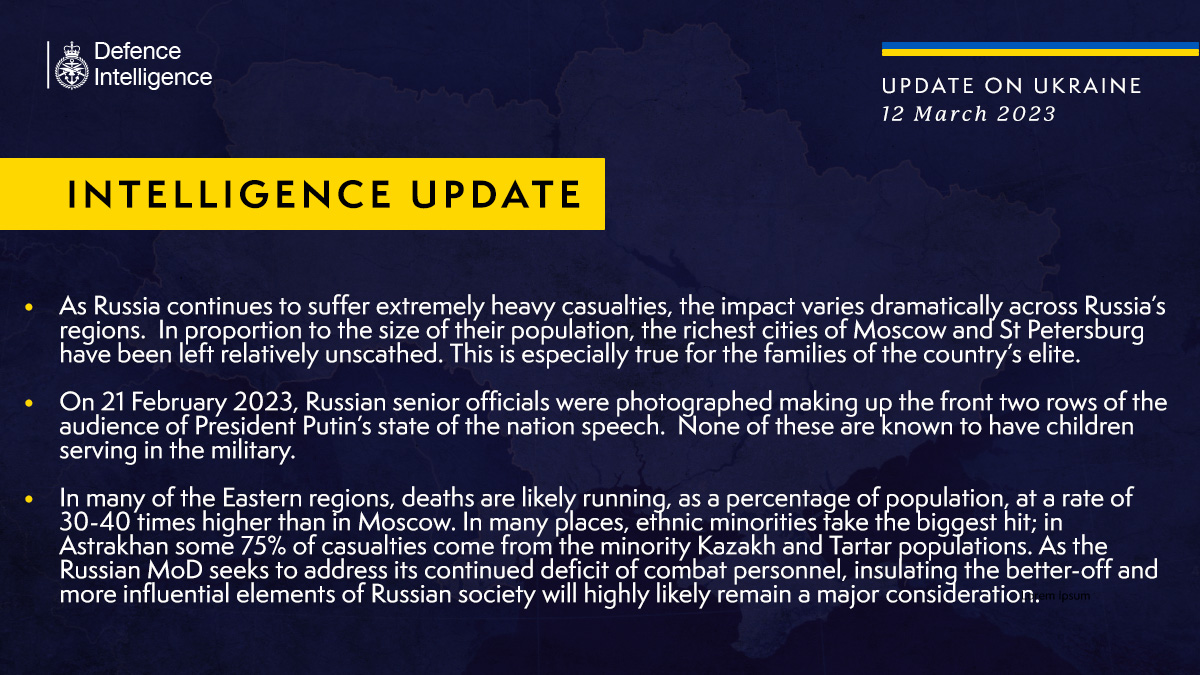 Defence
Intelligence
UPDATE ON UKRAINE
12 March 2023
INTELLIGENCE UPDATE
• As Russia continues to suffer extremely heavy casualties, the impact varies dramatically across Russia's
regions.  In proportion to the size of their population, the richest cities of Moscow and St Petersburg
have been left relatively unscathed. This is especially true for the families of the country's elite.
• On 21 February 2023, Russian senior officials were photographed making up the front two rows of the
audience of President Putin's state of the nation speech.  None of these are known to have children
serving in the military.
• In many of the Eastern regions, deaths are likely running, as a percentage of population, at a rate of
30-40 times higher than in Moscow. In many places, ethnic minorities take the biggest hit; in
Astrakhan some 75% of casualties come from the minority Kazakh and Tartar populations. As the
Russian MoD seeks to address its continued deficit of combat personnel, insulating the better-off and
more influential elements of Russian society will highly likely remain a major consideration.
ipsum